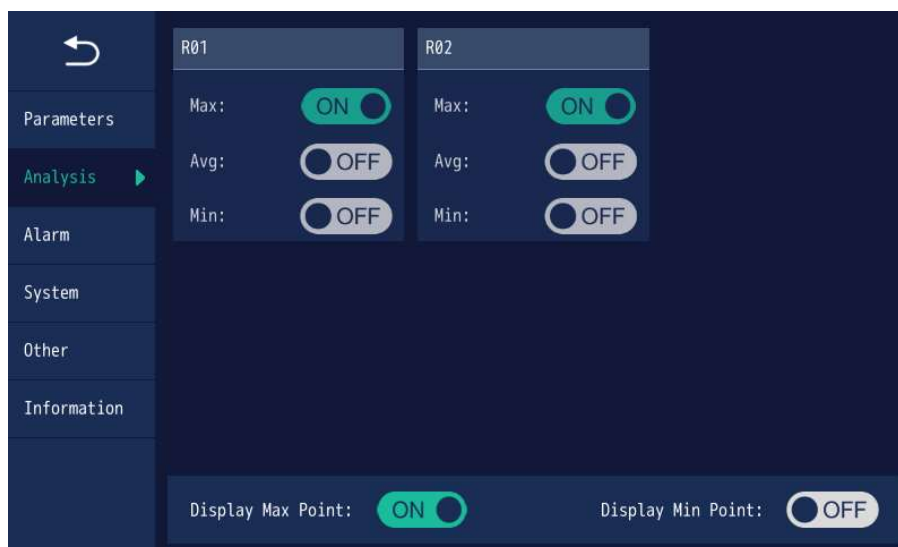 R01
R02
Parameters
Max: ON
Max: ON
Analysis
Avg: OFF
Avg: OFF
Alarm
Min: OFF
Min: OFF
System
Other
Information
Display Max Point: ON
Display Min Point: OFF